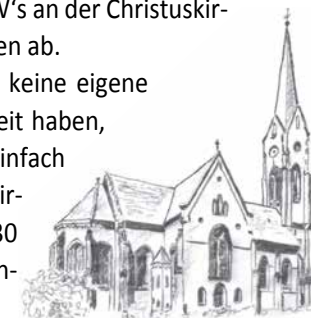 W's an der Christuskir-
en ab.
keine eigene
eit haben,
infach
ir-
30
n-